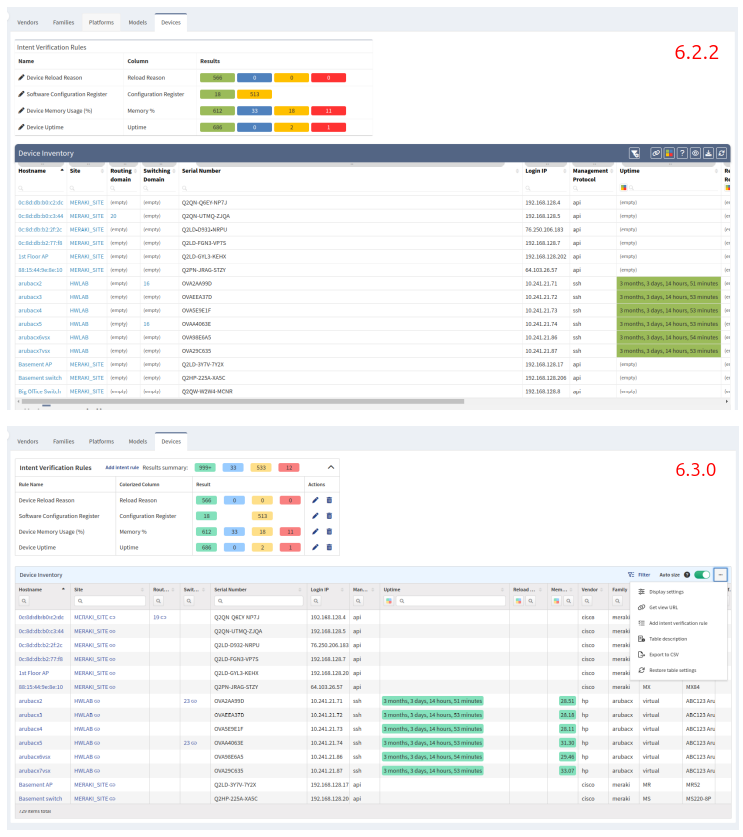 Vendors Families Platforms Models Devices
6.2.2
Intent Verification Rules
Name Column Results
Device Reload Reason Reload Reason 566 0 0 0
Software Configuration Register Configuration Register 18 513
Device Memory Usage (%) Memory % 612 33 18 11
Device Uptime Uptime 686 0 2 1
Device Inventory
Hostname Site Routing domain Switching Domain Serial Number Login IP Management Protocol Uptime
0c:8d:db:b0:c2:dc MERAKI_SITE (empty) (empty) Q2QN-Q6EY-NP7J 192.168.128.4 api (empty)
0c:8d:db:b0:c3:44 MERAKI_SITE 20 (empty) Q2QN-UTMQ-ZJQA 192.168.128.5 api (empty)
0c:8d:db:b2:2f:2c MERAKI_SITE (empty) (empty) Q2LD-D932-NRPU 76.250.206.183 api (empty)
0c:8d:db:b2:77:f8 MERAKI_SITE (empty) (empty) Q2LD-FGN3-VPTS 192.168.128.7 api (empty)
1st Floor AP MERAKI_SITE (empty) (empty) Q2LD-GYL3-KEHX 192.168.128.202 api (empty)
88:15:44:9e:8e:10 MERAKI_SITE (empty) (empty) Q2PN-JRAG-STZY 64.103.26.57 api (empty)
arubacx2 HWLAB (empty) 16 OVA2AA99D 10.241.21.71 ssh 3 months, 3 days, 14 hours, 51 minutes
arubacx3 HWLAB (empty) (empty) OVAEEA37D 10.241.21.72 ssh 3 months, 3 days, 14 hours, 53 minutes
arubacx4 HWLAB (empty) (empty) OVA5E9E1F 10.241.21.73 ssh 3 months, 3 days, 14 hours, 53 minutes
arubacx5 HWLAB (empty) 16 OVAA4063E 10.241.21.74 ssh 3 months, 3 days, 14 hours, 53 minutes
arubacx6vsx HWLAB (empty) (empty) OVA98E6A5 10.241.21.86 ssh 3 months, 3 days, 14 hours, 54 minutes
arubacx7vsx HWLAB (empty) (empty) OVA29C635 10.241.21.87 ssh 3 months, 3 days, 14 hours, 53 minutes
Basement AP MERAKI_SITE (empty) (empty) Q2LD-3Y7V-7Y2X 192.168.128.17 api (empty)
Basement switch MERAKI_SITE (empty) (empty) Q2HP-225A-XA5C 192.168.128.206 api (empty)
Big Office Switch MERAKI_SITE (empty) (empty) Q2QW-W2W4-MCNR 192.168.128.8 api (empty)
Vendors Families Platforms Models Devices
6.3.0
Intent Verification Rules Add intent rule Results summary: 999+ 33 533 12
Rule Name Colorized Column Result Actions
Device Reload Reason Reload Reason 566 0 0 0
Software Configuration Register Configuration Register 18 513
Device Memory Usage (%) Memory % 612 33 18 11
Device Uptime Uptime 686 0 2 1
Device Inventory Filter Auto size
Hostname Site Rout... Swit... Serial Number Login IP Man... Uptime Reload ... Mem... Vendor Family
Display settings
Get view URL
Add intent verification rule
Table description
Export to CSV
Restore table settings
0c:8d:db:b0:c2:dc MERAKI_SITE Q2QN-Q6EY-NP7J 192.168.128.4 api cisco meraki
0c:8d:db:b0:c3:44 MERAKI_SITE Q2QN-UTMQ-ZJQA 192.168.128.5 api cisco meraki
0c:8d:db:b2:2f:2c MERAKI_SITE Q2LD-D932-NRPU 76.250.206.183 api cisco meraki
0c:8d:db:b2:77:f8 MERAKI_SITE Q2LD-FGN3-VPTS 192.168.128.7 api cisco meraki
1st Floor AP MERAKI_SITE Q2LD-GYL3-KEHX 192.168.128.20 api cisco meraki
88:15:44:9e:8e:10 MERAKI_SITE Q2PN-JRAG-STZY 64.103.26.57 api cisco meraki MX MX84
arubacx2 HWLAB 23 OVA2AA99D 10.241.21.71 ssh 3 months, 3 days, 14 hours, 51 minutes 28.51 hp arubacx virtual ABC123 Aru
arubacx3 HWLAB OVAEEA37D 10.241.21.72 ssh 3 months, 3 days, 14 hours, 53 minutes hp arubacx virtual ABC123 Aru
arubacx4 HWLAB OVA5E9E1F 10.241.21.73 ssh 3 months, 3 days, 14 hours, 53 minutes 28.11 hp arubacx virtual ABC123 Aru
arubacx5 HWLAB 23 OVAA4063E 10.241.21.74 ssh 3 months, 3 days, 14 hours, 53 minutes 31.30 hp arubacx virtual ABC123 Aru
arubacx6vsx HWLAB OVA98E6A5 10.241.21.86 ssh 3 months, 3 days, 14 hours, 54 minutes 29.46 hp arubacx virtual ABC123 Aru
arubacx7vsx HWLAB OVA29C635 10.241.21.87 ssh 3 months, 3 days, 14 hours, 53 minutes 33.07 hp arubacx virtual ABC123 Aru
Basement AP MERAKI_SITE Q2LD-3Y7V-7Y2X 192.168.128.17 api cisco meraki MR MR52
Basement switch MERAKI_SITE Q2HP-225A-XA5C 192.168.128.20 api cisco meraki MS MS220-8P